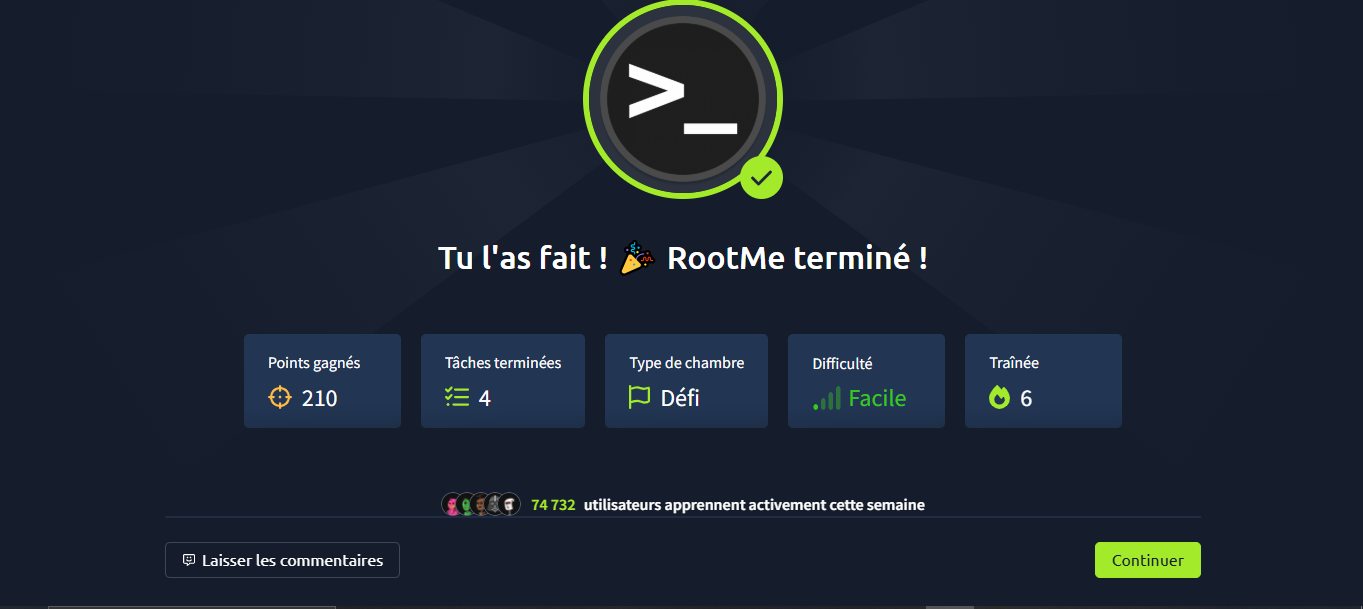 >_
Tu l'as fait ! 🎉 RootMe terminé !
Points gagnés
210
Tâches terminées
4
Type de chambre
Défi
Difficulté
Facile
Traînée
6
74 732 utilisateurs apprennent activement cette semaine
Laisser les commentaires
Continuer